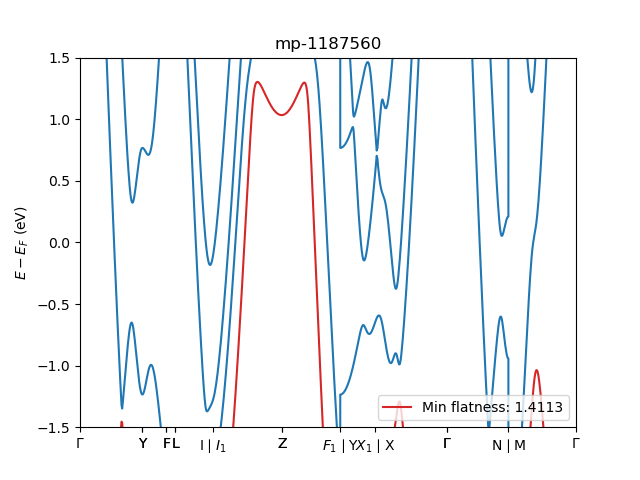 mp-1187560
E − E_F (eV)
1.5
1.0
0.5
0.0
−0.5
−1.0
−1.5
Min flatness: 1.4113
Γ Y F L I | I₁ Z F₁ | Y X₁ | X Γ N | M Γ